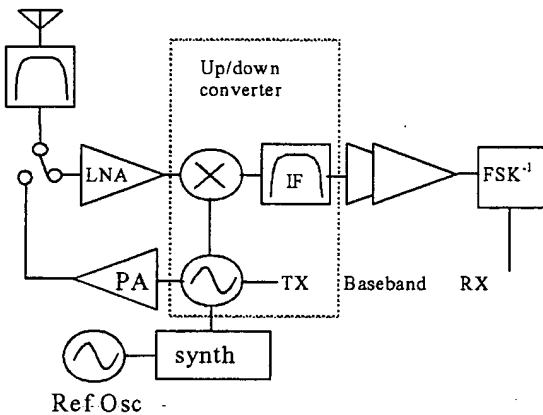 Up/down
converter
LNA
IF
FSK-1
PA
TX
Baseband
RX
synth
Ref Osc